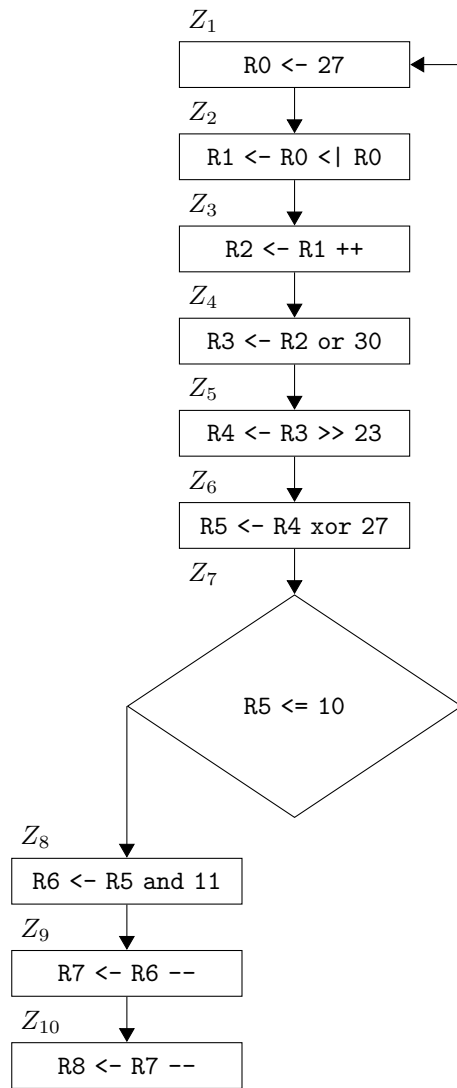 Z1
R0 <- 27
Z2
R1 <- R0 <| R0
Z3
R2 <- R1 ++
Z4
R3 <- R2 or 30
Z5
R4 <- R3 >> 23
Z6
R5 <- R4 xor 27
Z7
R5 <= 10
Z8
R6 <- R5 and 11
Z9
R7 <- R6 --
Z10
R8 <- R7 --